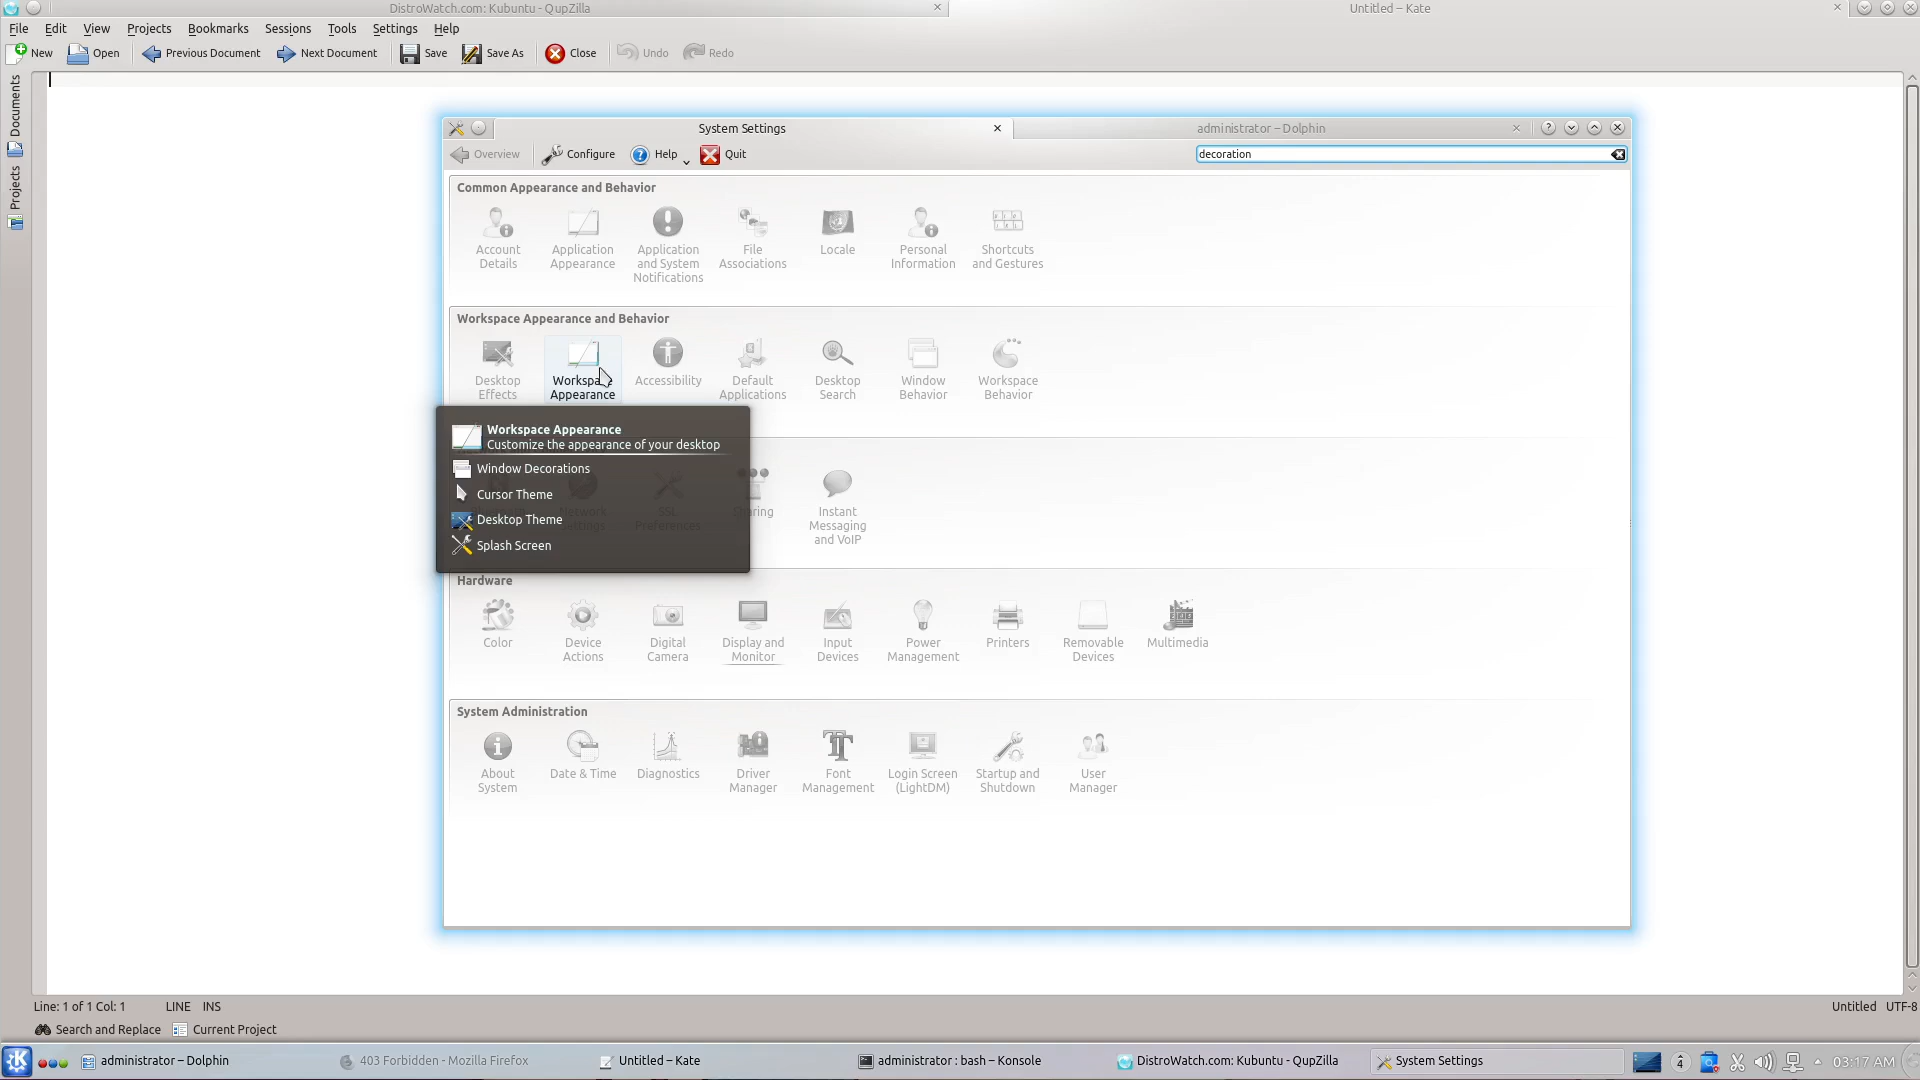 DistroWatch.com: Kubuntu - QupZilla
Untitled – Kate
File Edit View Projects Bookmarks Sessions Tools Settings Help
New Open Previous Document Next Document Save Save As Close Undo Redo
Documents
Projects
System Settings
administrator – Dolphin
Overview Configure Help Quit
decoration
Common Appearance and Behavior
Account Details
Application Appearance
Application and System Notifications
File Associations
Locale
Personal Information
Shortcuts and Gestures
Workspace Appearance and Behavior
Desktop Effects
Workspace Appearance
Accessibility
Default Applications
Desktop Search
Window Behavior
Workspace Behavior
Workspace Appearance
Customize the appearance of your desktop
Window Decorations
Cursor Theme
Desktop Theme
Splash Screen
Network
SSL Preferences
Instant Messaging and VoIP
Hardware
Color
Device Actions
Digital Camera
Display and Monitor
Input Devices
Power Management
Printers
Removable Devices
Multimedia
System Administration
About System
Date & Time
Diagnostics
Driver Manager
Font Management
Login Screen (LightDM)
Startup and Shutdown
User Manager
Line: 1 of 1 Col: 1 LINE INS
Untitled UTF-8
Search and Replace Current Project
administrator – Dolphin
403 Forbidden - Mozilla Firefox
Untitled – Kate
administrator : bash – Konsole
DistroWatch.com: Kubuntu - QupZilla
System Settings
4
03:17 AM